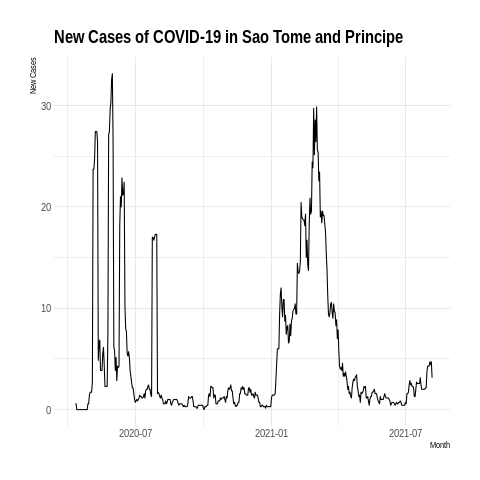 New Cases of COVID-19 in Sao Tome and Principe
New Cases
30
20
10
0
2020-07
2021-01
2021-07
Month